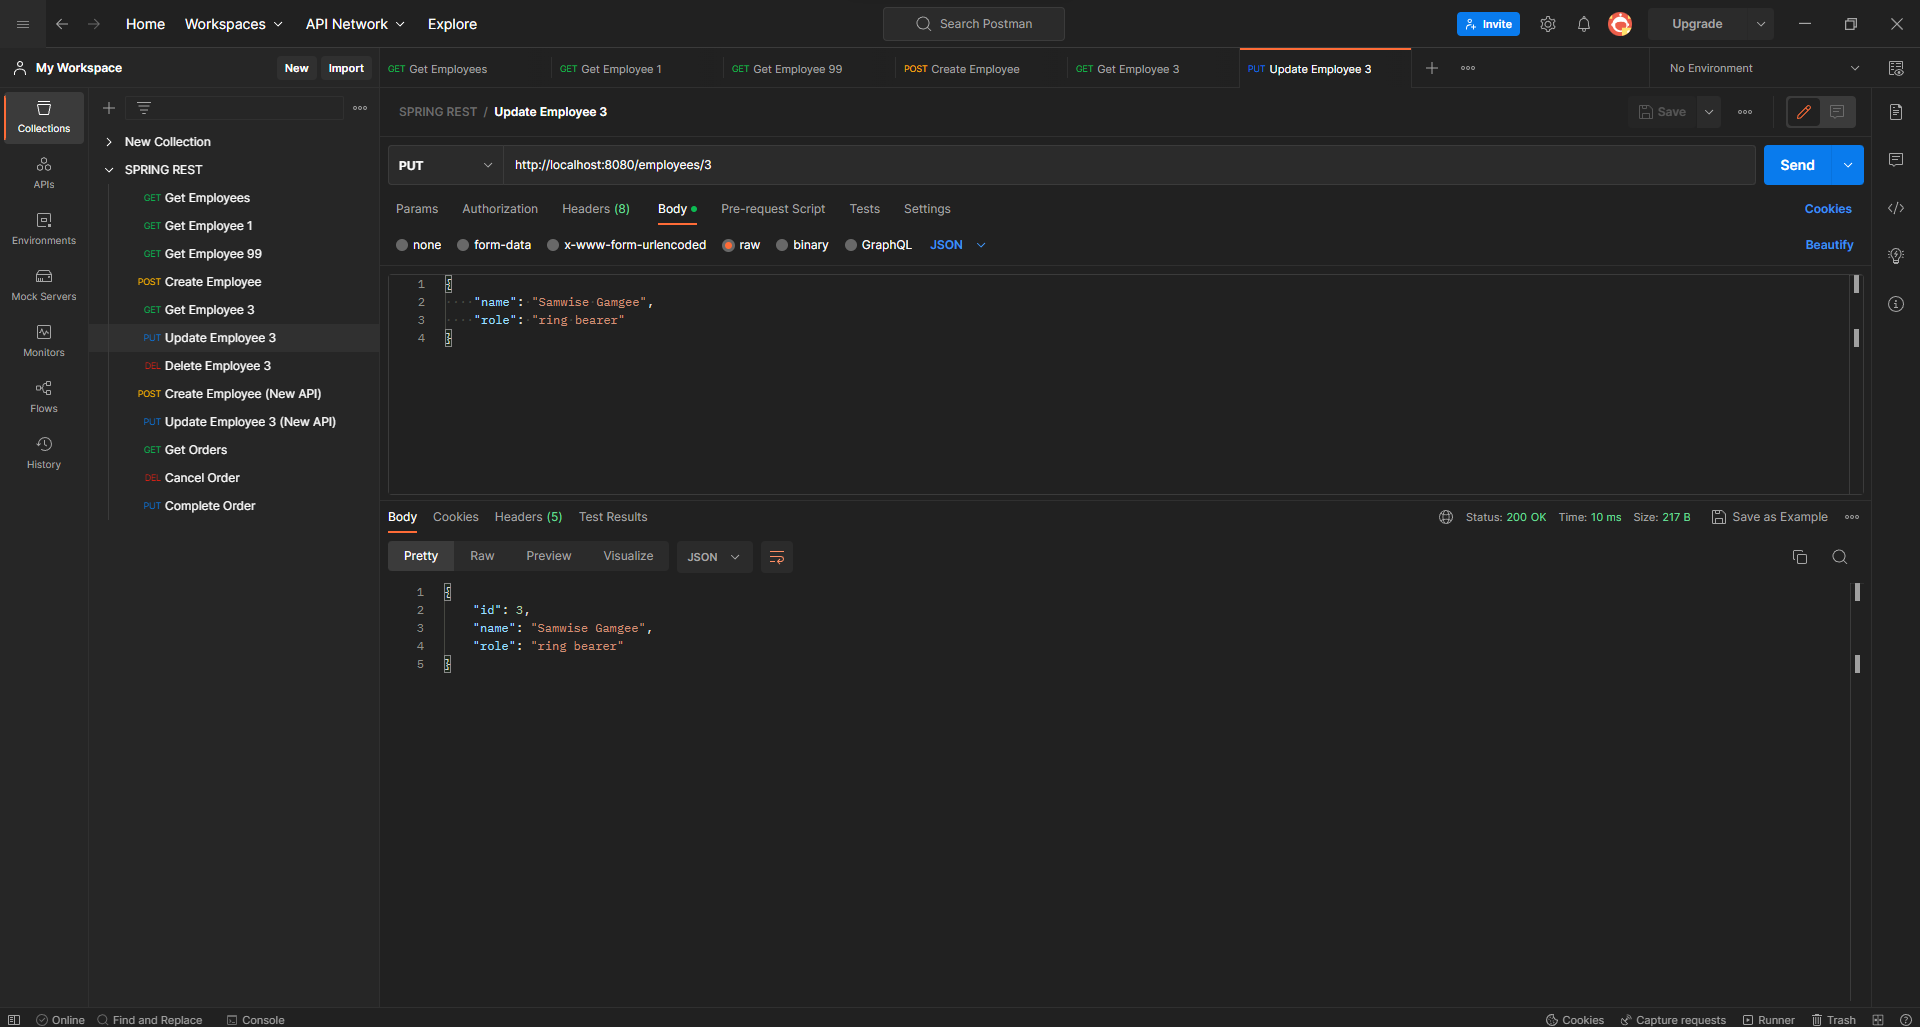 Home Workspaces API Network Explore Search Postman Invite Upgrade
My Workspace New Import GET Get Employees GET Get Employee 1 GET Get Employee 99 POST Create Employee GET Get Employee 3 PUT Update Employee 3 No Environment
Collections
APIs
Environments
Mock Servers
Monitors
Flows
History
New Collection
SPRING REST
GET Get Employees
GET Get Employee 1
GET Get Employee 99
POST Create Employee
GET Get Employee 3
PUT Update Employee 3
DEL Delete Employee 3
POST Create Employee (New API)
PUT Update Employee 3 (New API)
GET Get Orders
DEL Cancel Order
PUT Complete Order
SPRING REST / Update Employee 3 Save
PUT http://localhost:8080/employees/3 Send
Params Authorization Headers (8) Body Pre-request Script Tests Settings Cookies
none form-data x-www-form-urlencoded raw binary GraphQL JSON Beautify
1 {
2 "name": "Samwise Gamgee",
3 "role": "ring bearer"
4 }
Body Cookies Headers (5) Test Results Status: 200 OK Time: 10 ms Size: 217 B Save as Example
Pretty Raw Preview Visualize JSON
1 {
2 "id": 3,
3 "name": "Samwise Gamgee",
4 "role": "ring bearer"
5 }
Online Find and Replace Console Cookies Capture requests Runner Trash